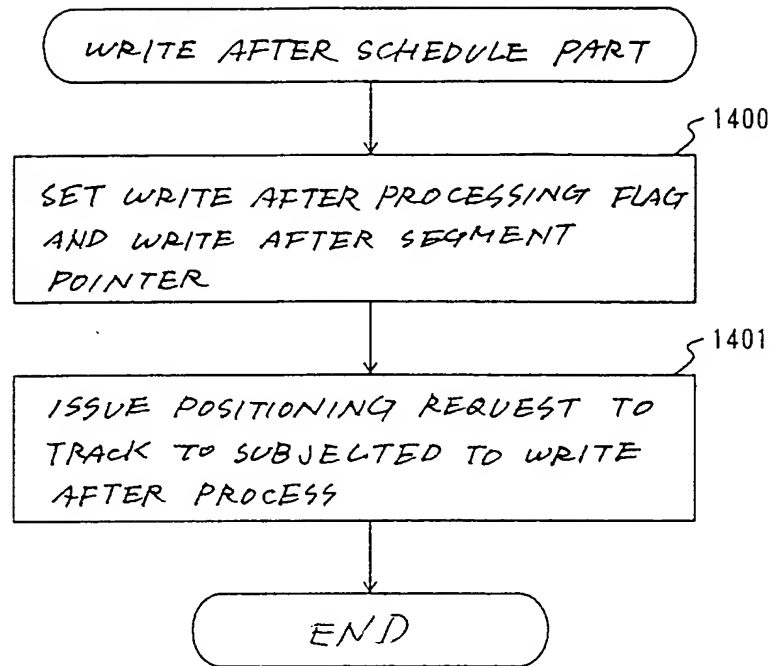 WRITE AFTER SCHEDULE PART
1400
SET WRITE AFTER PROCESSING FLAG
AND WRITE AFTER SEGMENT
POINTER
1401
ISSUE POSITIONING REQUEST TO
TRACK TO SUBJECTED TO WRITE
AFTER PROCESS
END